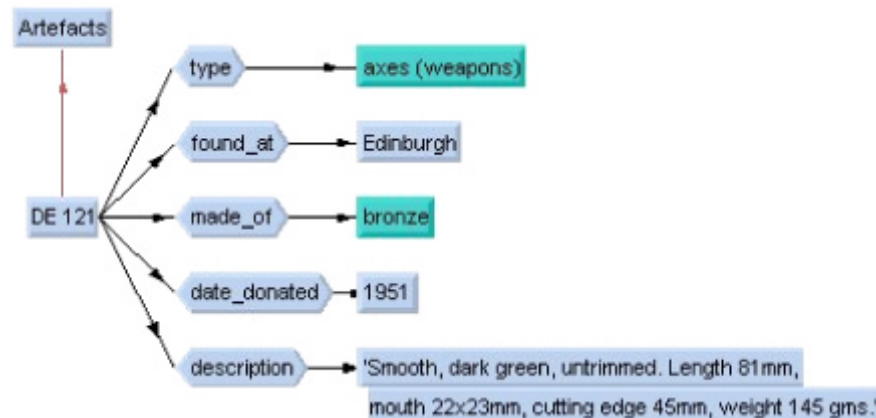 Artefacts
type
axes (weapons)
found_at
Edinburgh
DE 121
made_of
bronze
date_donated
1951
description
'Smooth, dark green, untrimmed. Length 81mm,
mouth 22x23mm, cutting edge 45mm, weight 145 gms.'